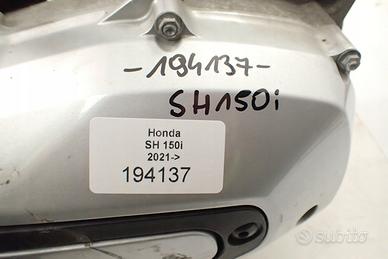 -194137-
SH150i
Honda
SH 150i
2021->
194137
subito